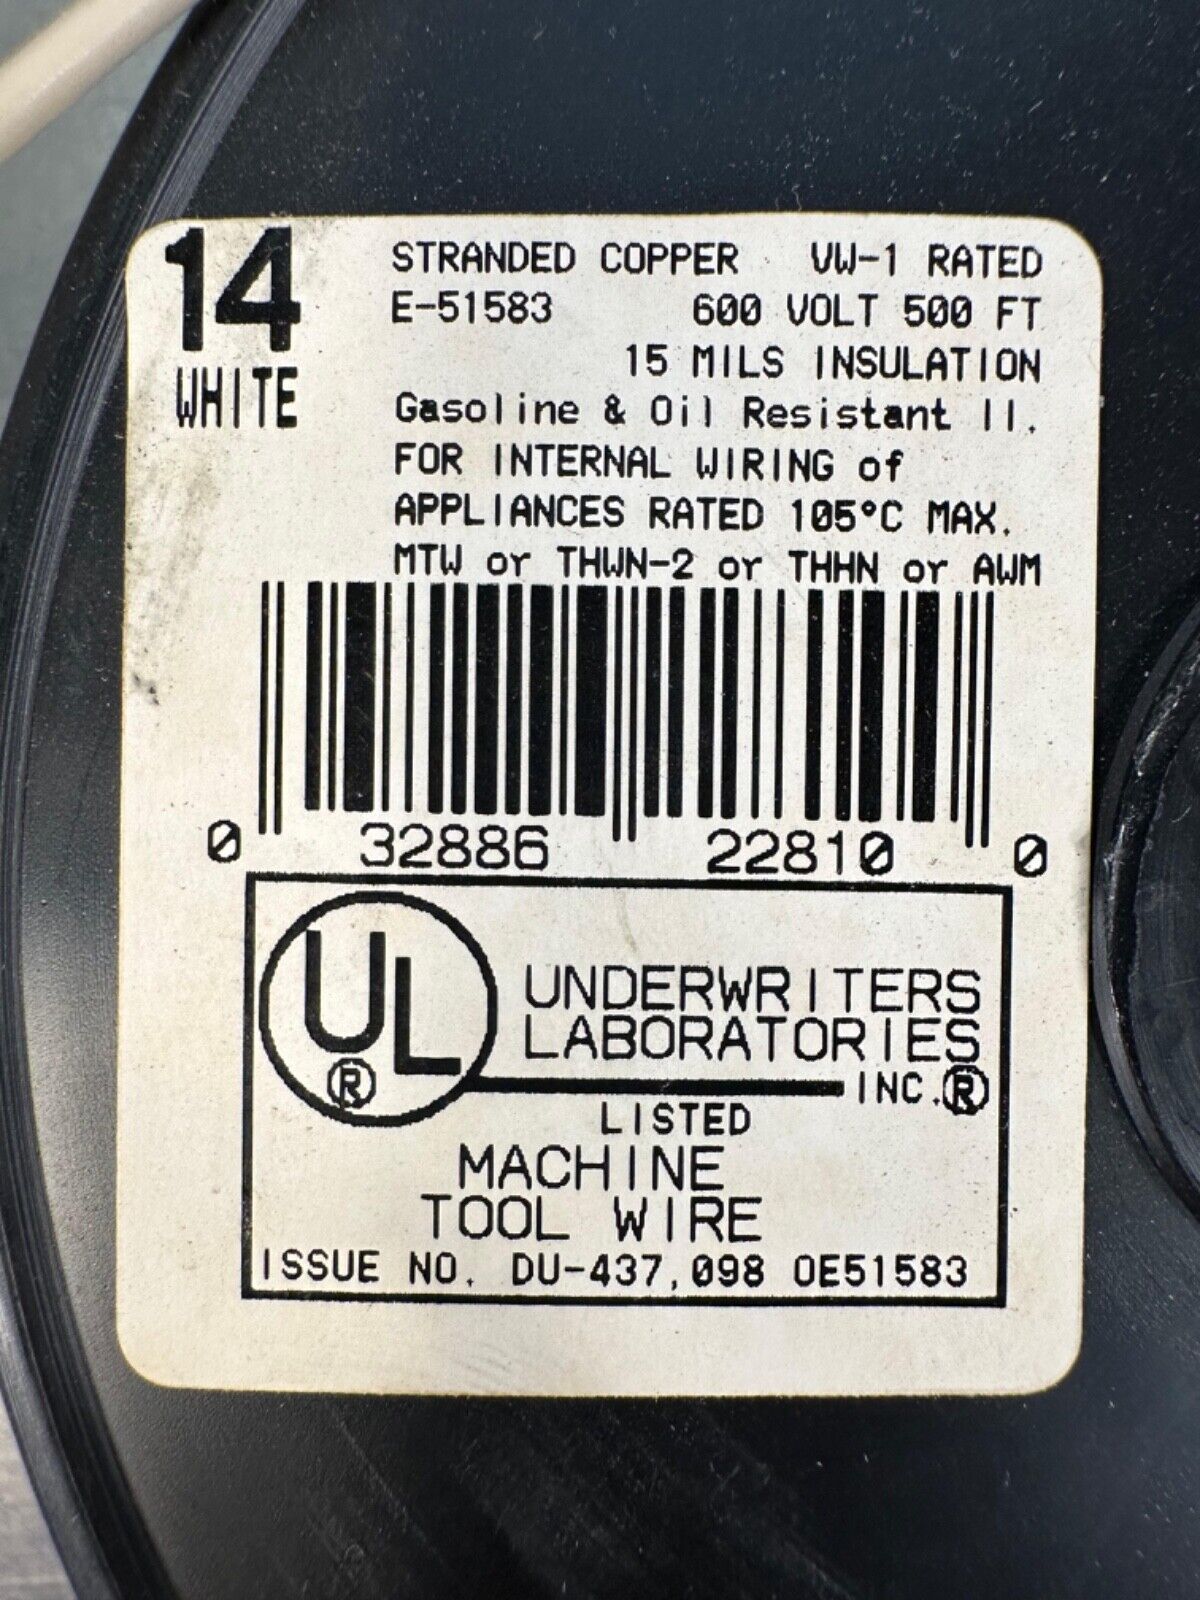 14
WHITE
STRANDED COPPER VW-1 RATED
E-51583 600 VOLT 500 FT
15 MILS INSULATION
Gasoline & Oil Resistant II.
FOR INTERNAL WIRING of
APPLIANCES RATED 105°C MAX.
MTW or THWN-2 or THHN or AWM
0 32886 22810 0
UL®
UNDERWRITERS
LABORATORIES
INC.®
LISTED
MACHINE
TOOL WIRE
ISSUE NO. DU-437,098 OE51583